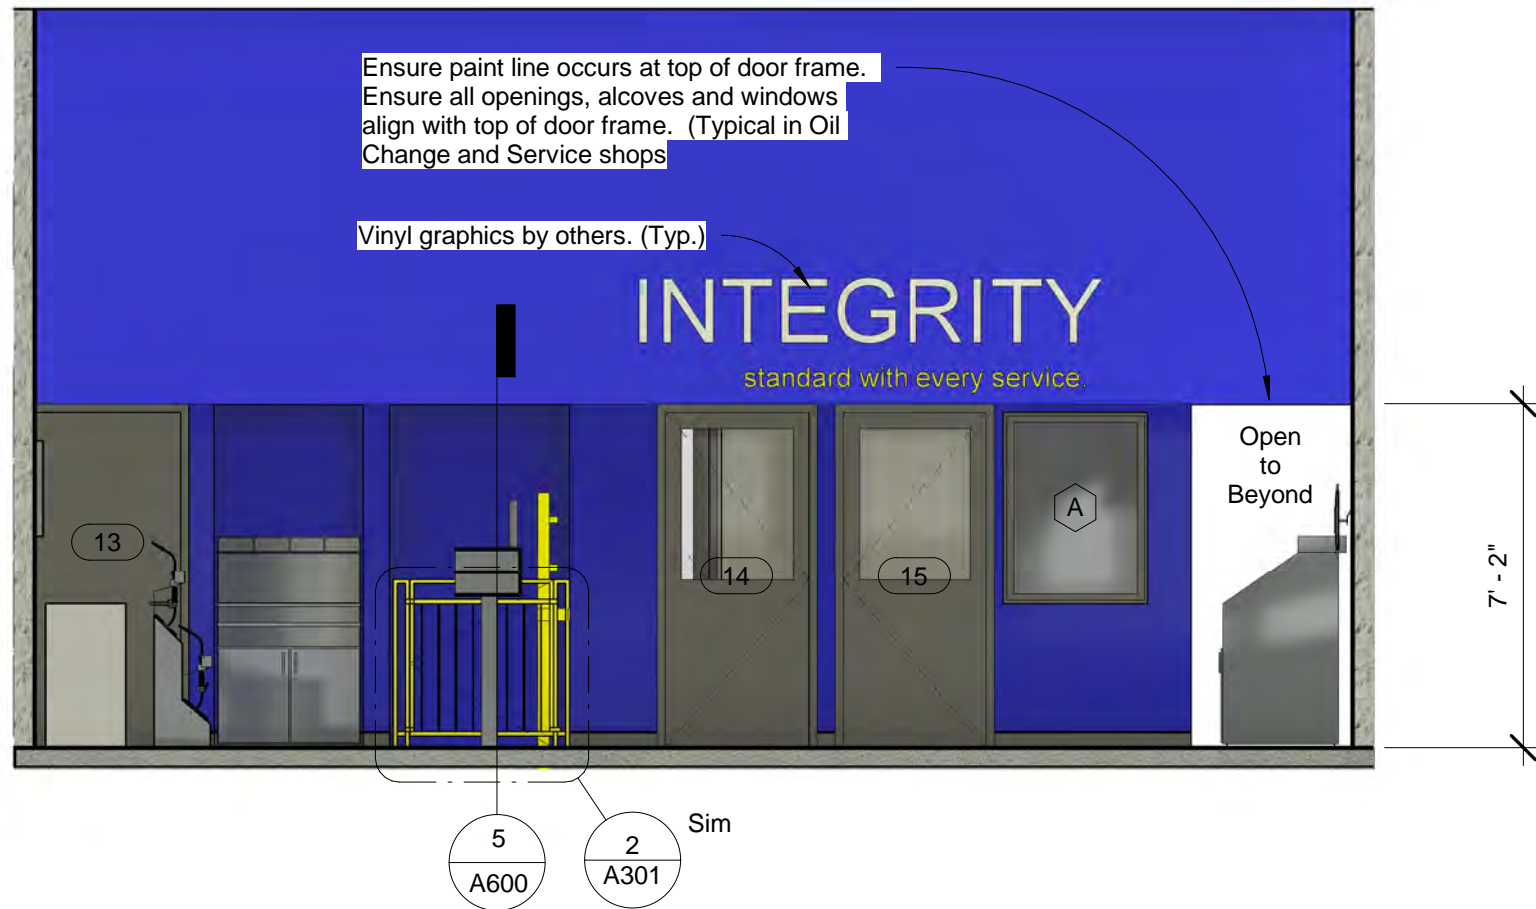 Ensure paint line occurs at top of door frame.
Ensure all openings, alcoves and windows
align with top of door frame.  (Typical in Oil
Change and Service shops
Vinyl graphics by others. (Typ.)
INTEGRITY
standard with every service.
Open
to
Beyond
13
14
15
A
7' - 2"
5
A600
2
A301
Sim